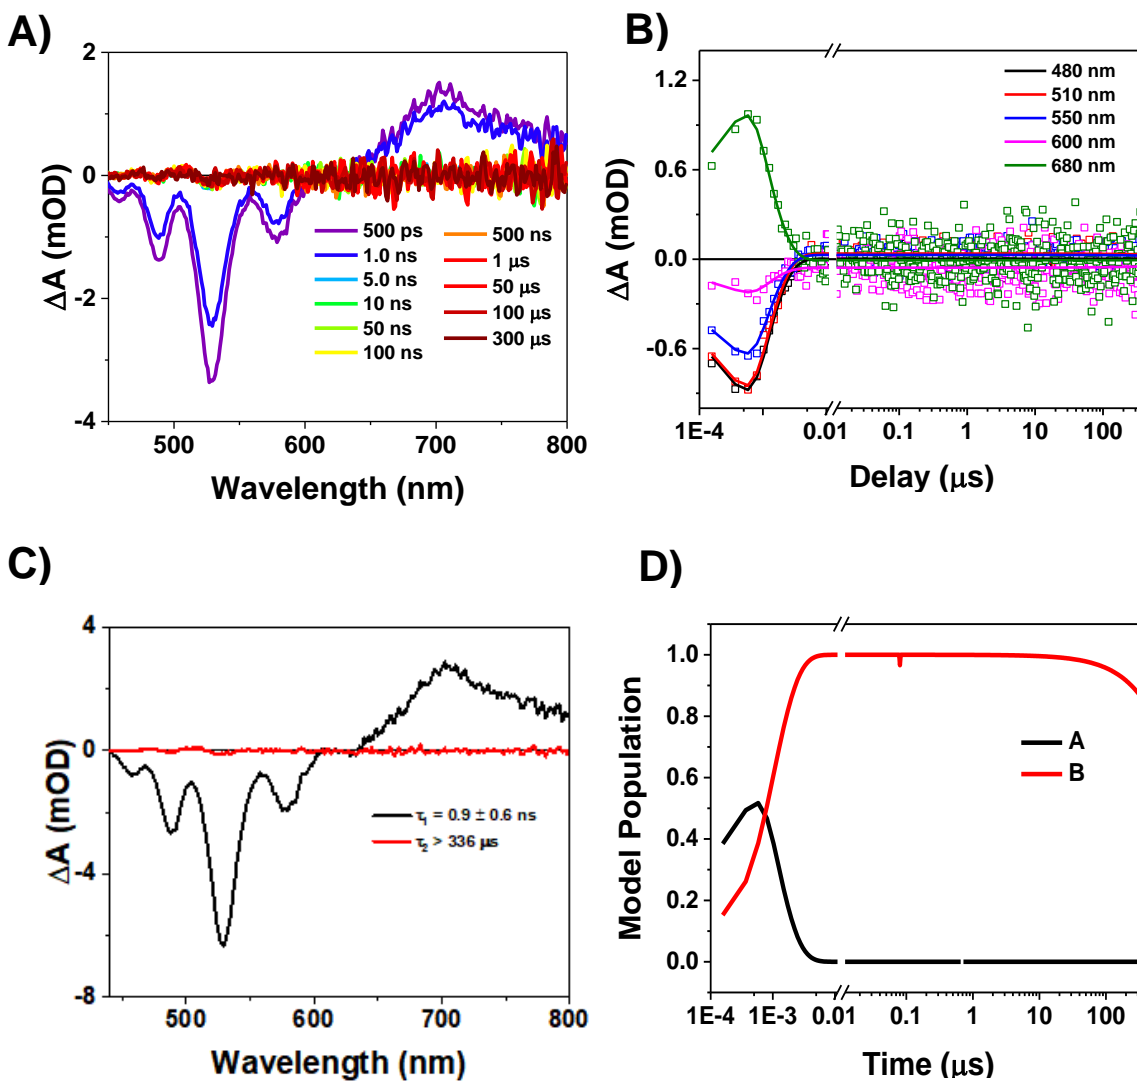 A)
2
0
-2
-4
ΔA (mOD)
500 ps
1.0 ns
5.0 ns
10 ns
50 ns
100 ns
500 ns
1 μs
50 μs
100 μs
300 μs
500 600 700 800
Wavelength (nm)
B)
1.2
0.6
0.0
-0.6
ΔA (mOD)
480 nm
510 nm
550 nm
600 nm
680 nm
1E-4 0.01 0.1 1 10 100
Delay (μs)
C)
4
0
-4
-8
ΔA (mOD)
τ1 = 0.9 ± 0.6 ns
τ2 > 336 μs
500 600 700 800
Wavelength (nm)
D)
1.0
0.8
0.6
0.4
0.2
0.0
Model Population
A
B
1E-4 1E-3 0.01 0.1 1 10 100
Time (μs)